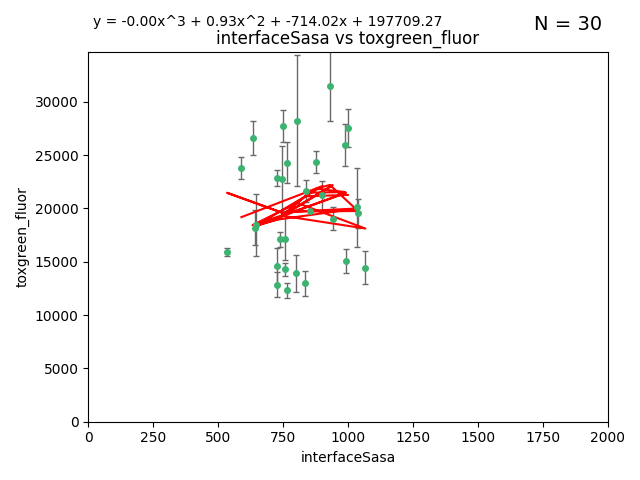 y = -0.00x^3 + 0.93x^2 + -714.02x + 197709.27
N = 30
interfaceSasa vs toxgreen_fluor
30000
25000
20000
15000
10000
5000
0
toxgreen_fluor
0 250 500 750 1000 1250 1500 1750 2000
interfaceSasa